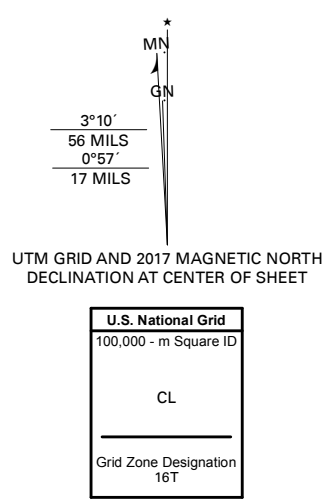 ★
MN
GN
3°10´
56 MILS
0°57´
17 MILS
UTM GRID AND 2017 MAGNETIC NORTH
DECLINATION AT CENTER OF SHEET
U.S. National Grid
100,000 - m Square ID
CL
Grid Zone Designation
16T